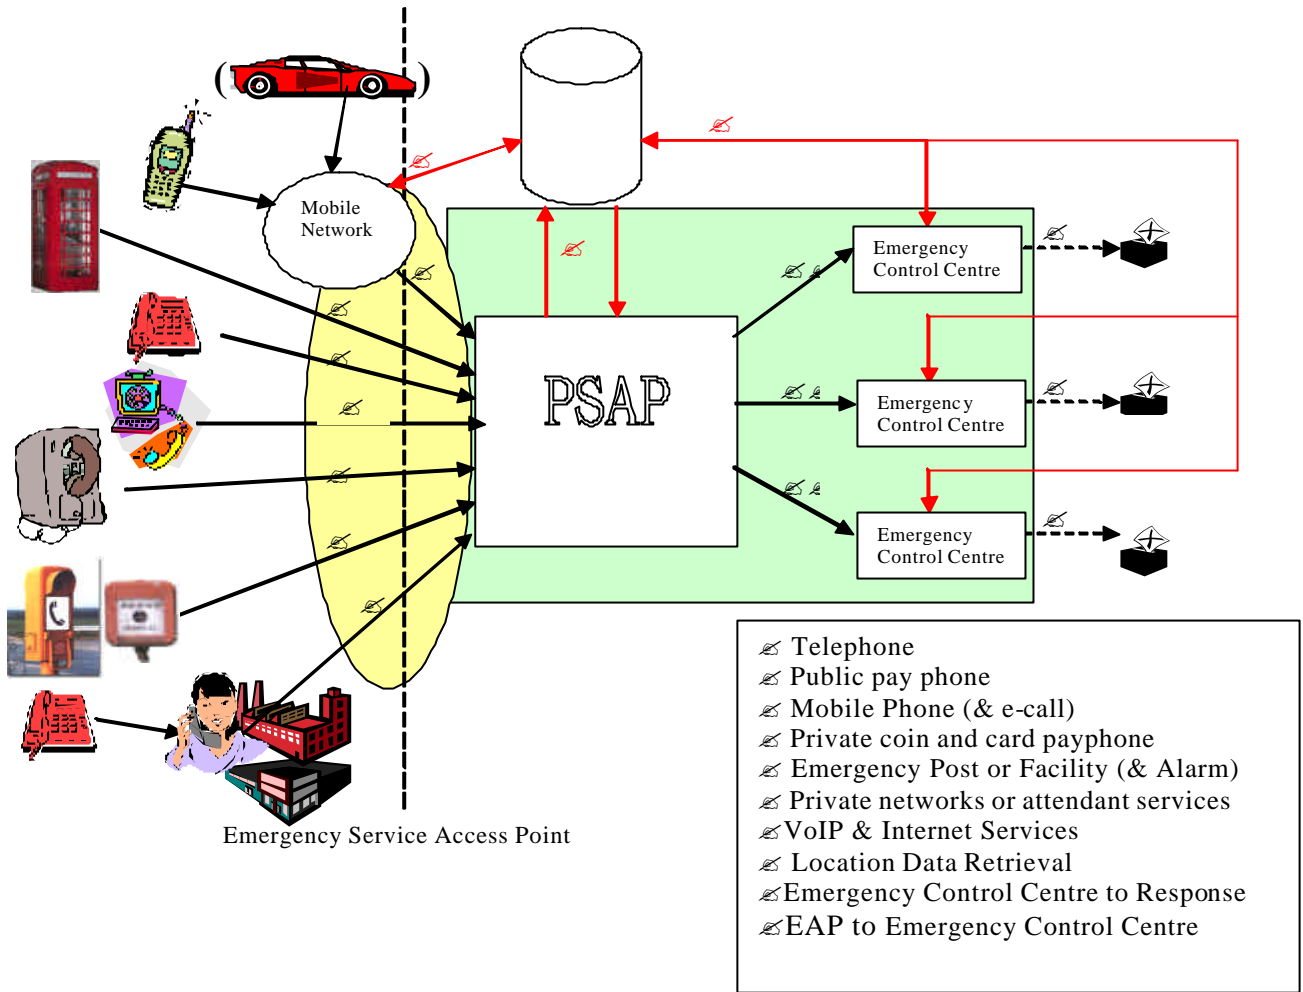 Mobile
Network
PSAP
Emergency
Control Centre
Emergency
Control Centre
Emergency
Control Centre
Emergency Service Access Point
Telephone
Public pay phone
Mobile Phone (& e-call)
Private coin and card payphone
Emergency Post or Facility (& Alarm)
Private networks or attendant services
VoIP & Internet Services
Location Data Retrieval
Emergency Control Centre to Response
EAP to Emergency Control Centre